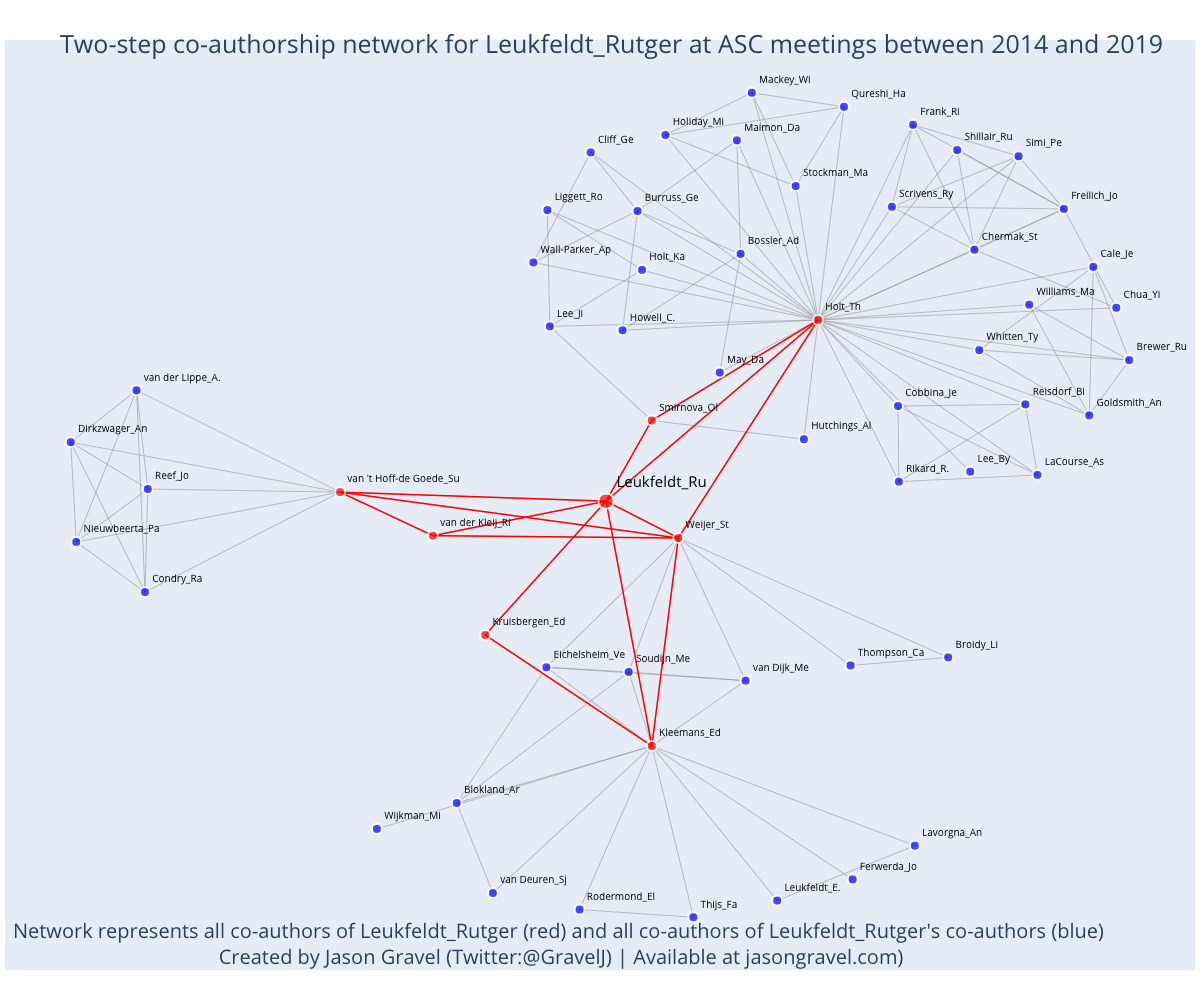 Two-step co-authorship network for Leukfeldt_Rutger at ASC meetings between 2014 and 2019
Mackey_Wi
Qureshi_Ha
Frank_Ri
Holiday_Mi
Maimon_Da
Shillair_Ru
Cliff_Ge
Simi_Pe
Stockman_Ma
Scrivens_Ry
Freilich_Jo
Liggett_Ro
Burruss_Ge
Bossler_Ad
Chermak_St
Wall-Parker_Ap
Holt_Ka
Cale_Je
Williams_Ma
Chua_Yi
Holt_Th
Lee_Ji
Howell_C.
Whitten_Ty
Brewer_Ru
May_Da
van der Lippe_A.
Cobbina_Je
Reisdorf_Bi
Goldsmith_An
Smirnova_Ol
Dirkzwager_An
Hutchings_Al
Lee_By
LaCourse_As
Rikard_R.
Reef_Jo
van 't Hoff-de Goede_Su
Leukfeldt_Ru
Nieuwbeerta_Pa
van der Kleij_Ri
Weijer_St
Condry_Ra
Kruisbergen_Ed
Eichelsheim_Ve
Soudijn_Me
van Dijk_Me
Thompson_Ca
Broidy_Li
Kleemans_Ed
Blokland_Ar
Wijkman_Mi
Lavorgna_An
Ferwerda_Jo
van Deuren_Sj
Leukfeldt_E.
Rodermond_El
Thijs_Fa
Network represents all co-authors of Leukfeldt_Rutger (red) and all co-authors of Leukfeldt_Rutger's co-authors (blue)
Created by Jason Gravel (Twitter:@GravelJ) | Available at jasongravel.com)